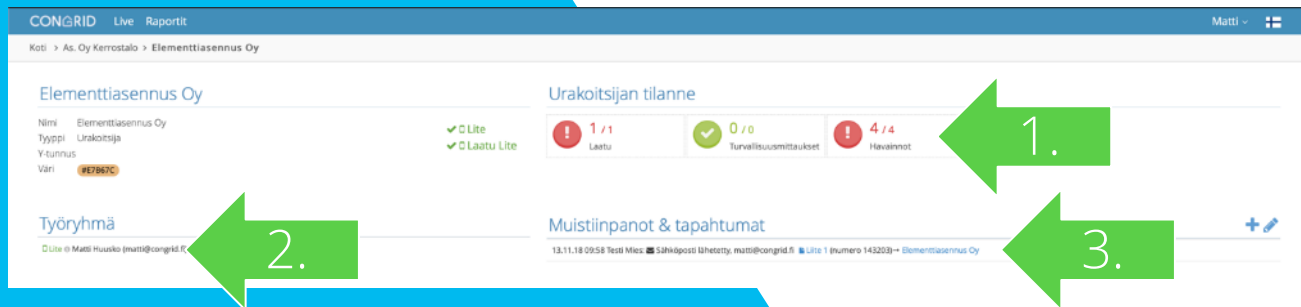 CONGRID Live Raportit Matti
Koti > As. Oy Kerrostalo > Elementtiasennus Oy
Elementtiasennus Oy
Nimi Elementtiasennus Oy
Tyyppi Urakoitsija
Y-tunnus
Väri #E7B67C
Lite
Laatu Lite
Urakoitsijan tilanne
1 / 1
Laatu
0 / 0
Turvallisuusmittaukset
4 / 4
Havainnot
1.
Työryhmä
Lite Matti Huusko (matti@congrid.f
2.
Muistiinpanot & tapahtumat
13.11.18 09:58 Testi Mies: Sähköposti lähetetty, matti@congrid.fi Liite 1 (numero 143203)→ Elementtiasennus Oy
3.